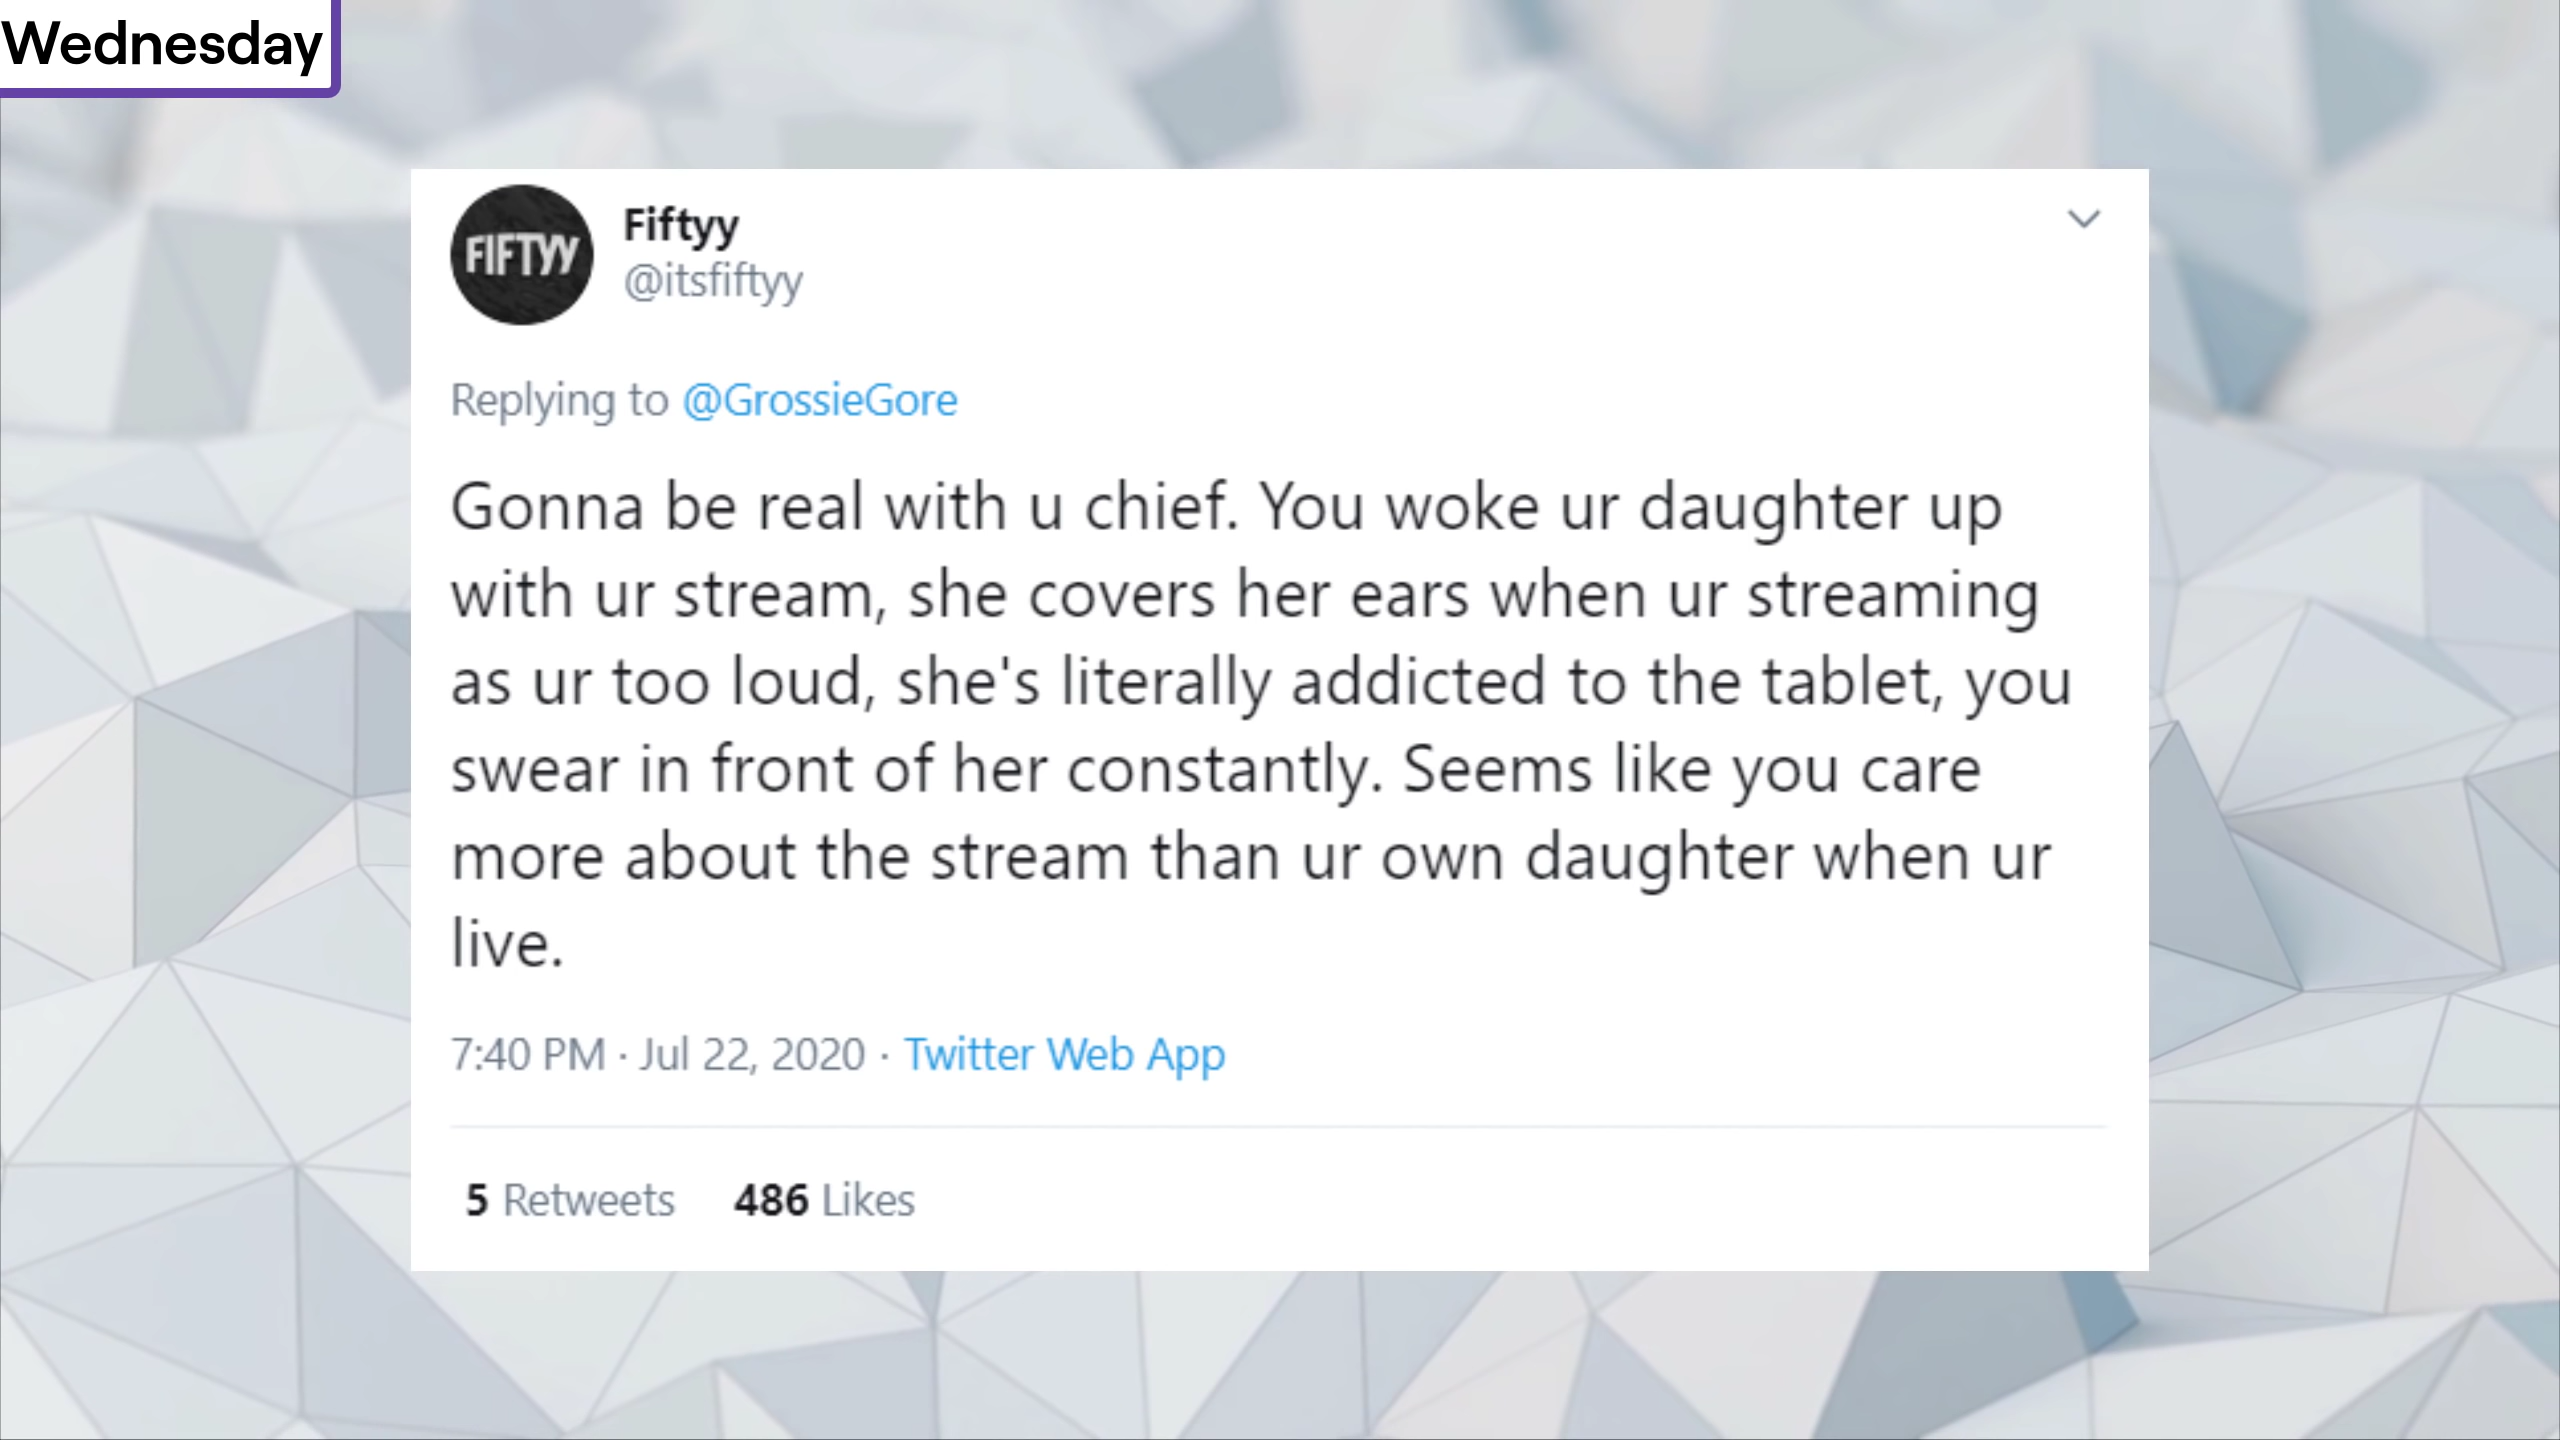 Wednesday
FIFTYY
Fiftyy
@itsfiftyy
Replying to @GrossieGore
Gonna be real with u chief. You woke ur daughter up
with ur stream, she covers her ears when ur streaming
as ur too loud, she's literally addicted to the tablet, you
swear in front of her constantly. Seems like you care
more about the stream than ur own daughter when ur
live.
7:40 PM · Jul 22, 2020 · Twitter Web App
5 Retweets 486 Likes